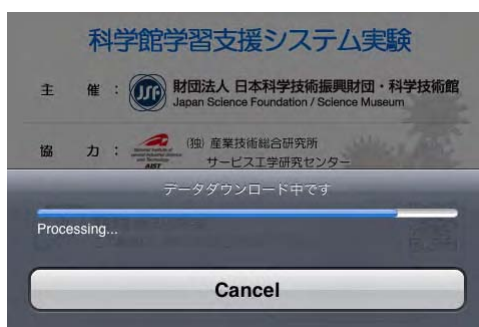 科学館学習支援システム実験
主 催 : JSF 財団法人 日本科学技術振興財団・科学技術館
Japan Science Foundation / Science Museum
協 力 : AIST (独) 産業技術総合研究所
サービス工学研究センター
データダウンロード中です
Processing...
Cancel